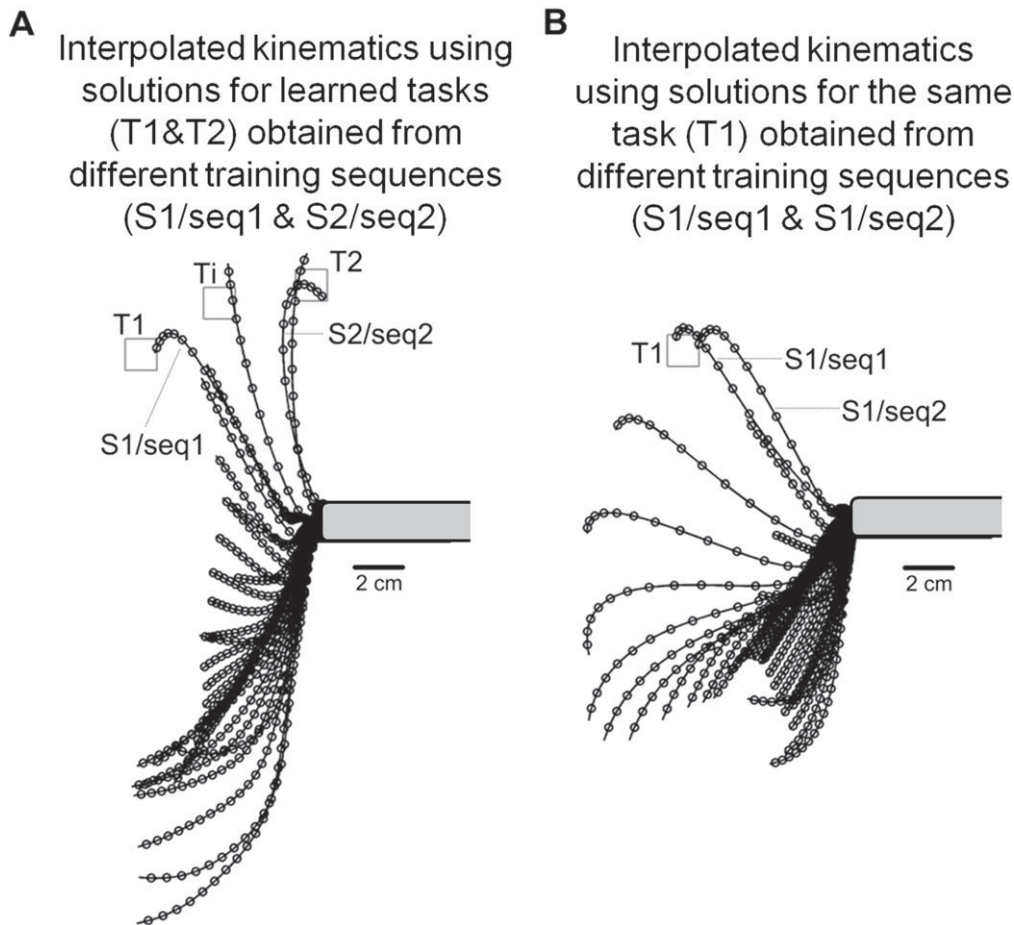 A
Interpolated kinematics using
solutions for learned tasks
(T1&T2) obtained from
different training sequences
(S1/seq1 & S2/seq2)
Ti
T2
T1
S2/seq2
S1/seq1
2 cm
B
Interpolated kinematics
using solutions for the same
task (T1) obtained from
different training sequences
(S1/seq1 & S1/seq2)
T1
S1/seq1
S1/seq2
2 cm